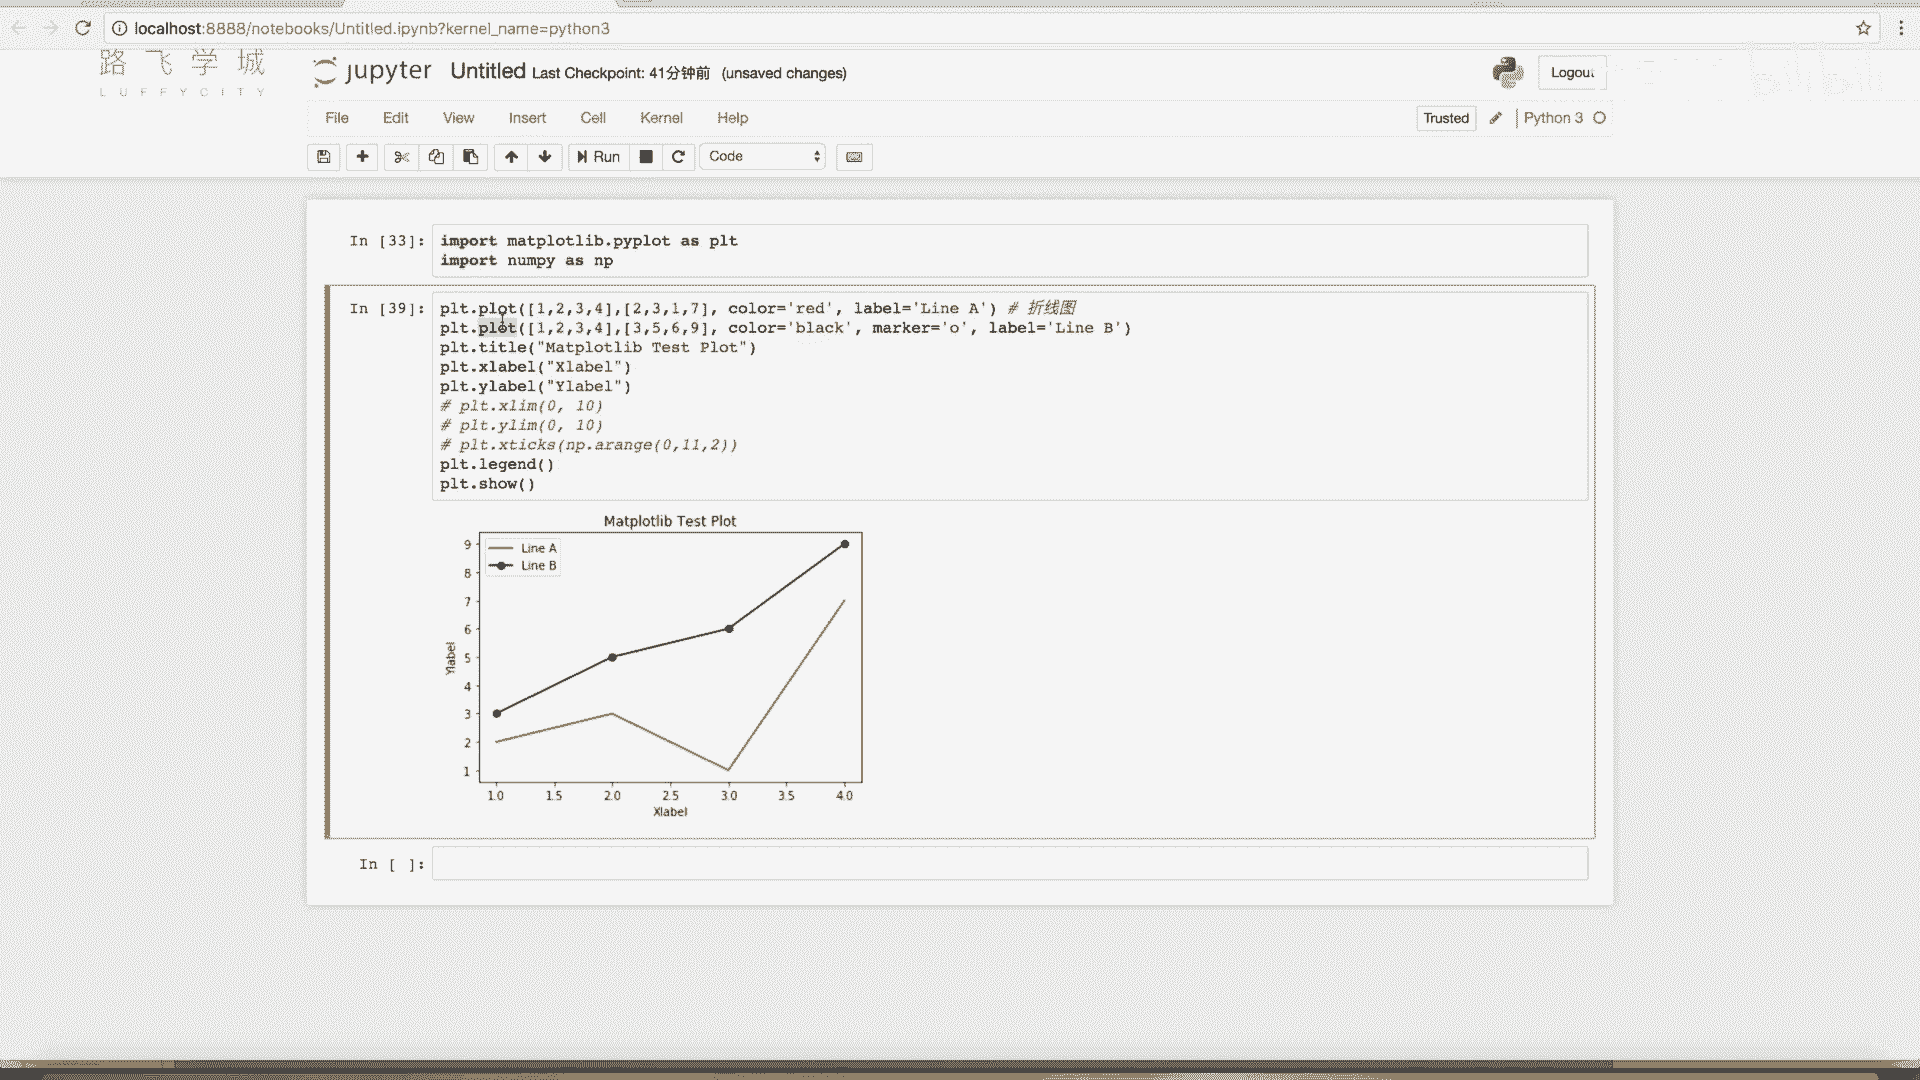 localhost:8888/notebooks/Untitled.ipynb?kernel_name=python3
路飞学城
LUFFYCITY
jupyter Untitled Last Checkpoint: 41分钟前 (unsaved changes)
Logout
File Edit View Insert Cell Kernel Help
Trusted Python 3
Run Code
In [33]: import matplotlib.pyplot as plt
import numpy as np
In [39]: plt.plot([1,2,3,4],[2,3,1,7], color='red', label='Line A') # 折线图
plt.plot([1,2,3,4],[3,5,6,9], color='black', marker='o', label='Line B')
plt.title("Matplotlib Test Plot")
plt.xlabel("Xlabel")
plt.ylabel("Ylabel")
# plt.xlim(0, 10)
# plt.ylim(0, 10)
# plt.xticks(np.arange(0,11,2))
plt.legend()
plt.show()
Matplotlib Test Plot
Line A
Line B
9
8
7
6
5
4
3
2
1
Ylabel
1.0 1.5 2.0 2.5 3.0 3.5 4.0
Xlabel
In [ ]: